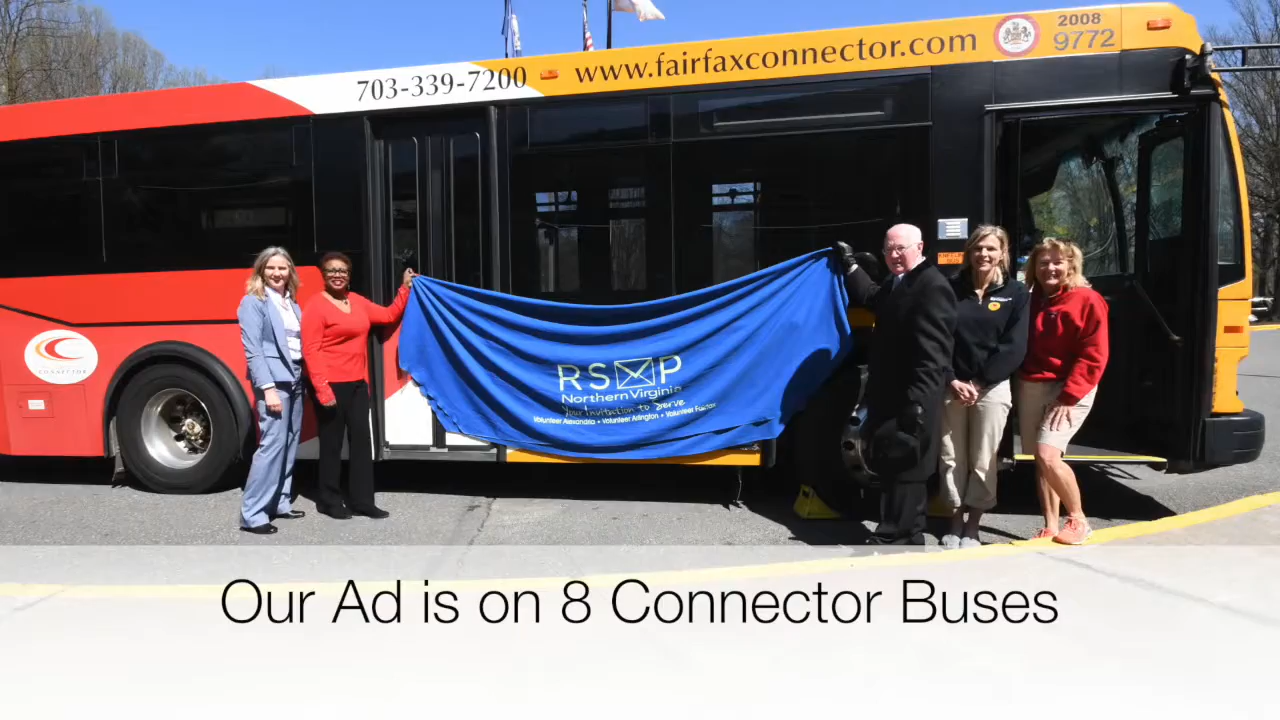 2008
703-339-7200 www.fairfaxconnector.com 9772
CONNECTOR
RSVP
Northern Virginia
Your Invitation to Serve
Volunteer Alexandria • Volunteer Arlington • Volunteer Fairfax
Our Ad is on 8 Connector Buses